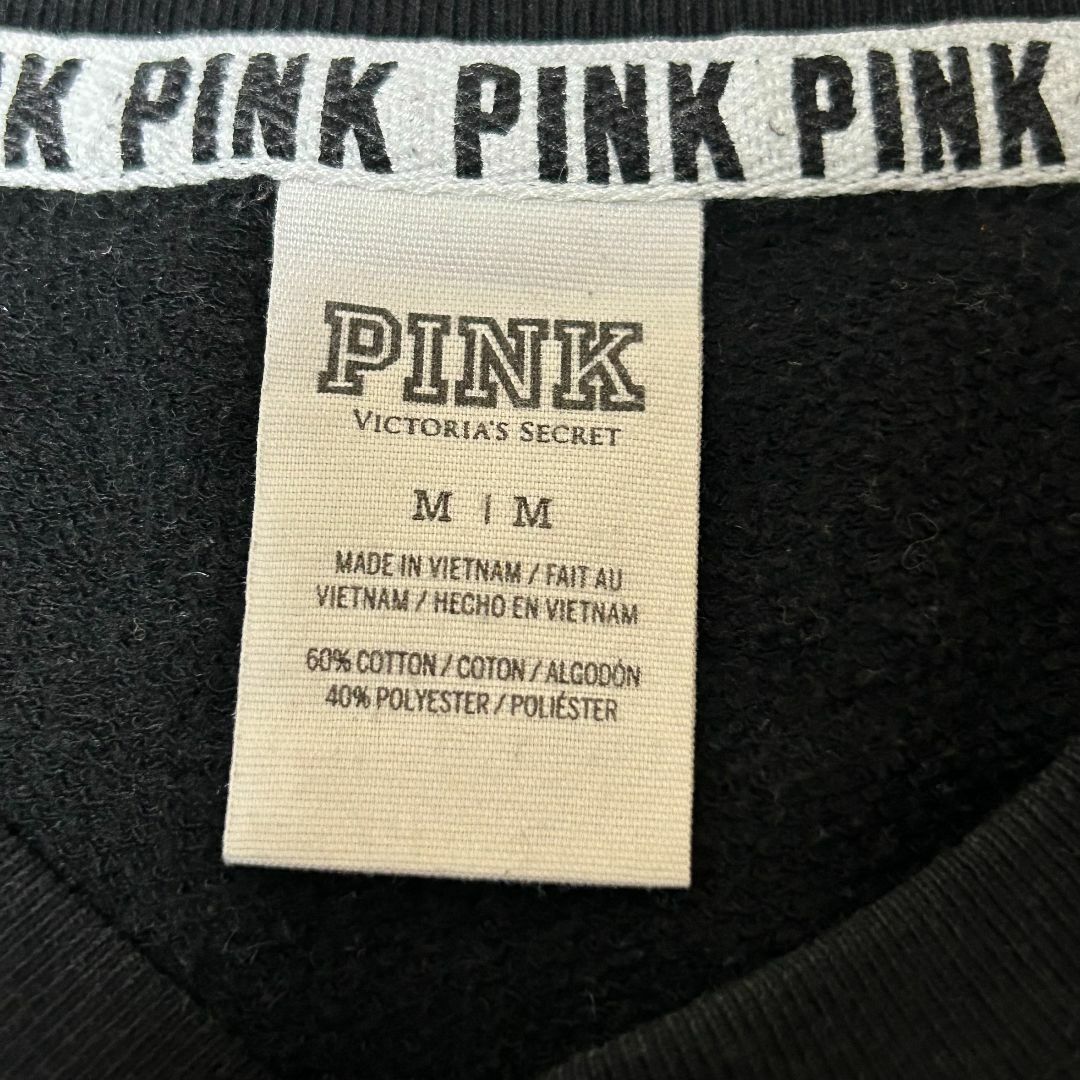 K PINK PINK PINK
PINK
VICTORIA'S SECRET
M | M
MADE IN VIETNAM / FAIT AU
VIETNAM / HECHO EN VIETNAM
60% COTTON / COTON / ALGODÓN
40% POLYESTER / POLIÉSTER